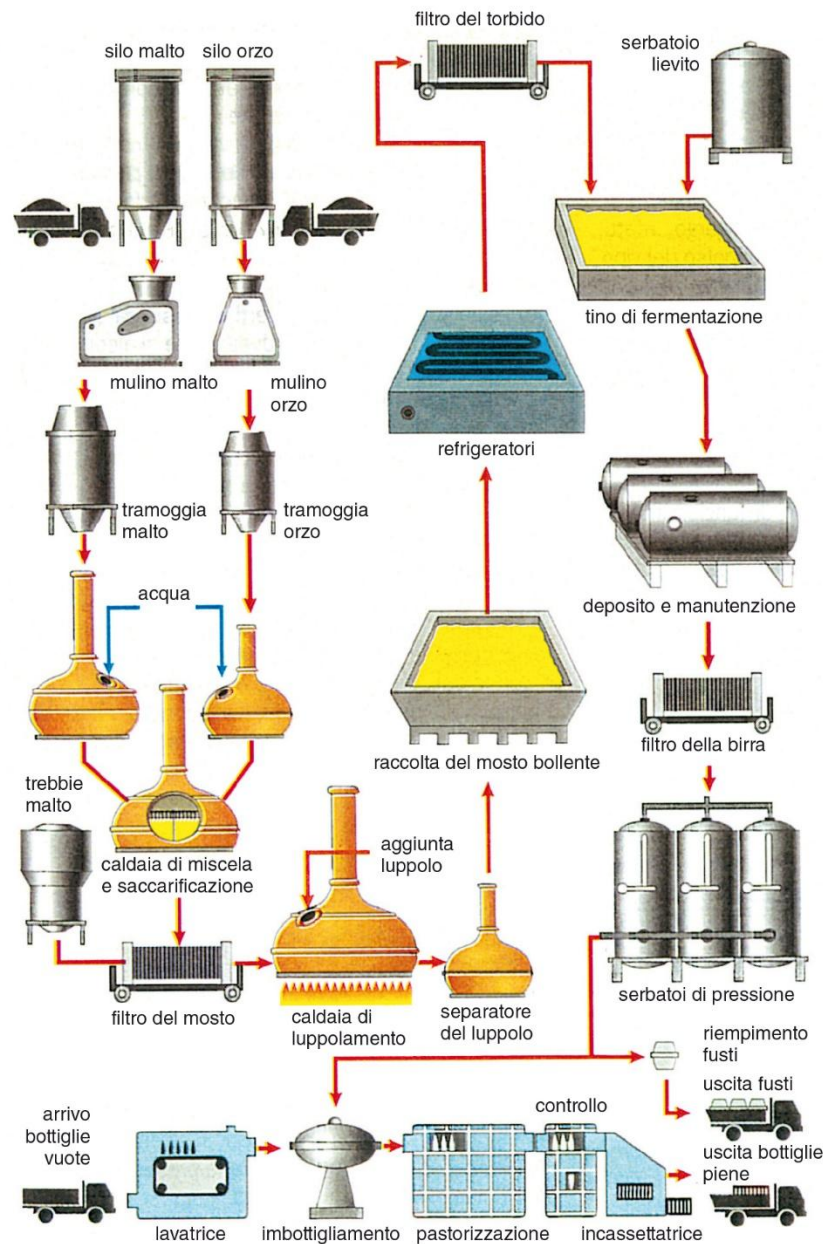 filtro del torbido
silo malto
silo orzo
serbatoio
lievito
tino di fermentazione
mulino malto
mulino
orzo
refrigeratori
tramoggia
malto
tramoggia
orzo
acqua
deposito e manutenzione
raccolta del mosto bollente
filtro della birra
trebbie
malto
caldaia di miscela
e saccarificazione
aggiunta
luppolo
filtro del mosto
caldaia di
luppolamento
separatore
del luppolo
serbatoi di pressione
riempimento
fusti
uscita fusti
controllo
arrivo
bottiglie
vuote
uscita bottiglie
piene
lavatrice
imbottigliamento
pastorizzazione
incassettatrice